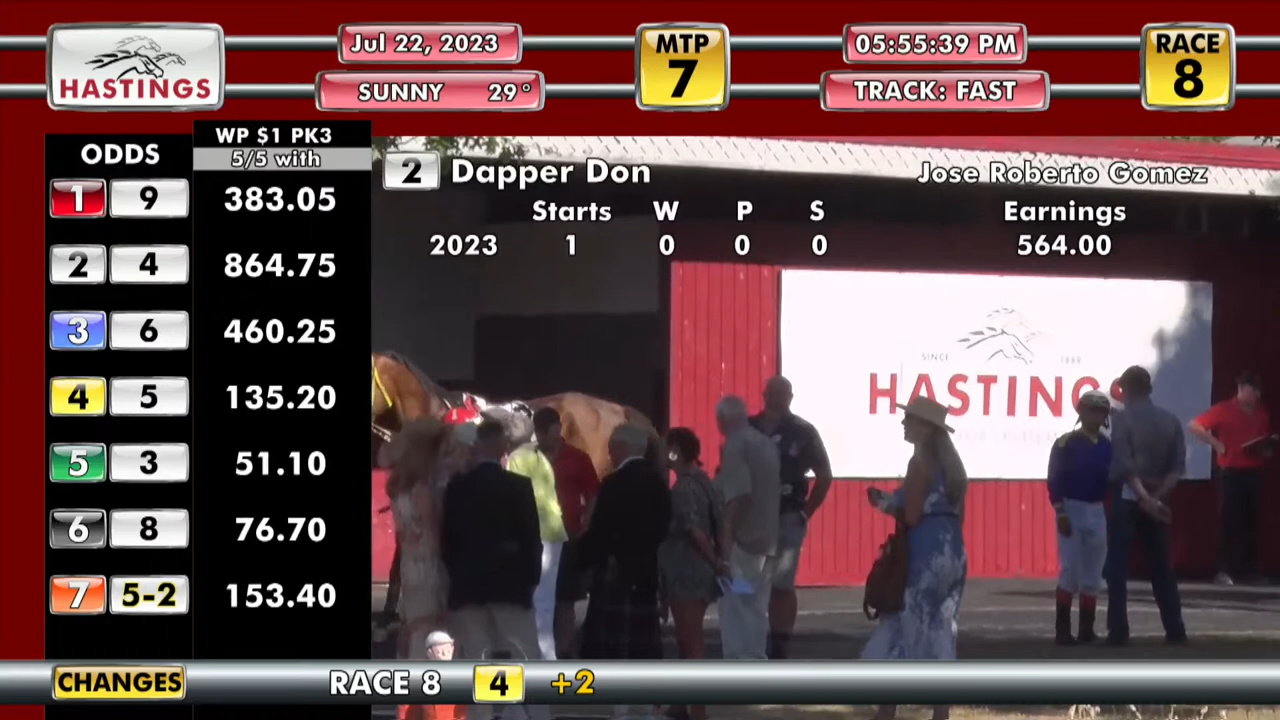 HASTINGS
Jul 22, 2023
SUNNY 29°
MTP
7
05:55:39 PM
TRACK: FAST
RACE
8
ODDS
WP $1 PK3
5/5 with
1 9 383.05
2 4 864.75
3 6 460.25
4 5 135.20
5 3 51.10
6 8 76.70
7 5-2 153.40
2 Dapper Don Jose Roberto Gomez
Starts W P S Earnings
2023 1 0 0 0 564.00
SINCE 1889
HASTINGS
CHANGES RACE 8 4 +2